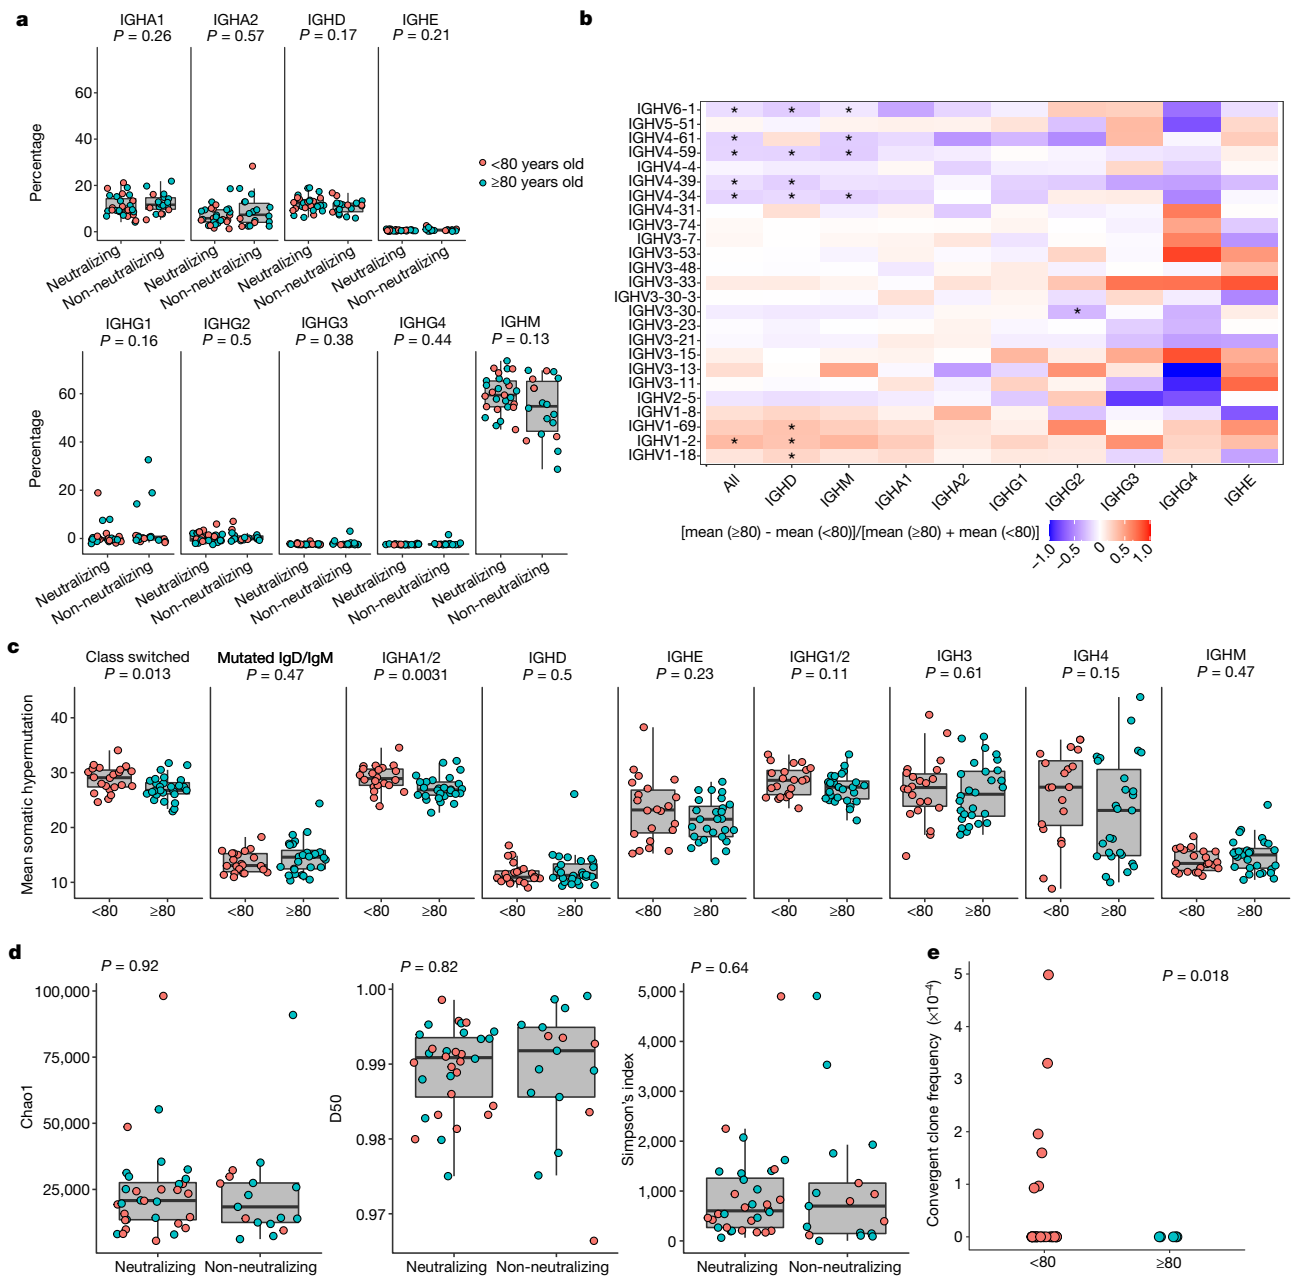 a
IGHA1 IGHA2 IGHD IGHE
P = 0.26 P = 0.57 P = 0.17 P = 0.21
Percentage
60
40
20
0
<80 years old
≥80 years old
Neutralizing Non-neutralizing Neutralizing Non-neutralizing Neutralizing Non-neutralizing Neutralizing Non-neutralizing
IGHG1 IGHG2 IGHG3 IGHG4 IGHM
P = 0.16 P = 0.5 P = 0.38 P = 0.44 P = 0.13
Percentage
60
40
20
0
Neutralizing Non-neutralizing Neutralizing Non-neutralizing Neutralizing Non-neutralizing Neutralizing Non-neutralizing Neutralizing Non-neutralizing
b
IGHV6-1 * * *
IGHV5-51
IGHV4-61 * *
IGHV4-59 * * *
IGHV4-4
IGHV4-39 * *
IGHV4-34 * * *
IGHV4-31
IGHV3-74
IGHV3-7
IGHV3-53
IGHV3-48
IGHV3-33
IGHV3-30-3
IGHV3-30 *
IGHV3-23
IGHV3-21
IGHV3-15
IGHV3-13
IGHV3-11
IGHV2-5
IGHV1-8
IGHV1-69 *
IGHV1-2 * *
IGHV1-18 *
All IGHD IGHM IGHA1 IGHA2 IGHG1 IGHG2 IGHG3 IGHG4 IGHE
[mean (≥80) - mean (<80)]/[mean (≥80) + mean (<80)]
−1.0 −0.5 0 0.5 1.0
c
Class switched Mutated IgD/IgM IGHA1/2 IGHD IGHE IGHG1/2 IGH3 IGH4 IGHM
P = 0.013 P = 0.47 P = 0.0031 P = 0.5 P = 0.23 P = 0.11 P = 0.61 P = 0.15 P = 0.47
Mean somatic hypermutation
40
30
20
10
<80 ≥80 <80 ≥80 <80 ≥80 <80 ≥80 <80 ≥80 <80 ≥80 <80 ≥80 <80 ≥80 <80 ≥80
d
P = 0.92
Chao1
100,000
75,000
50,000
25,000
Neutralizing Non-neutralizing
P = 0.82
D50
1.00
0.99
0.98
0.97
Neutralizing Non-neutralizing
P = 0.64
Simpson's index
5,000
4,000
3,000
2,000
1,000
0
Neutralizing Non-neutralizing
e
P = 0.018
Convergent clone frequency (×10⁻⁴)
5
4
3
2
1
0
<80 ≥80